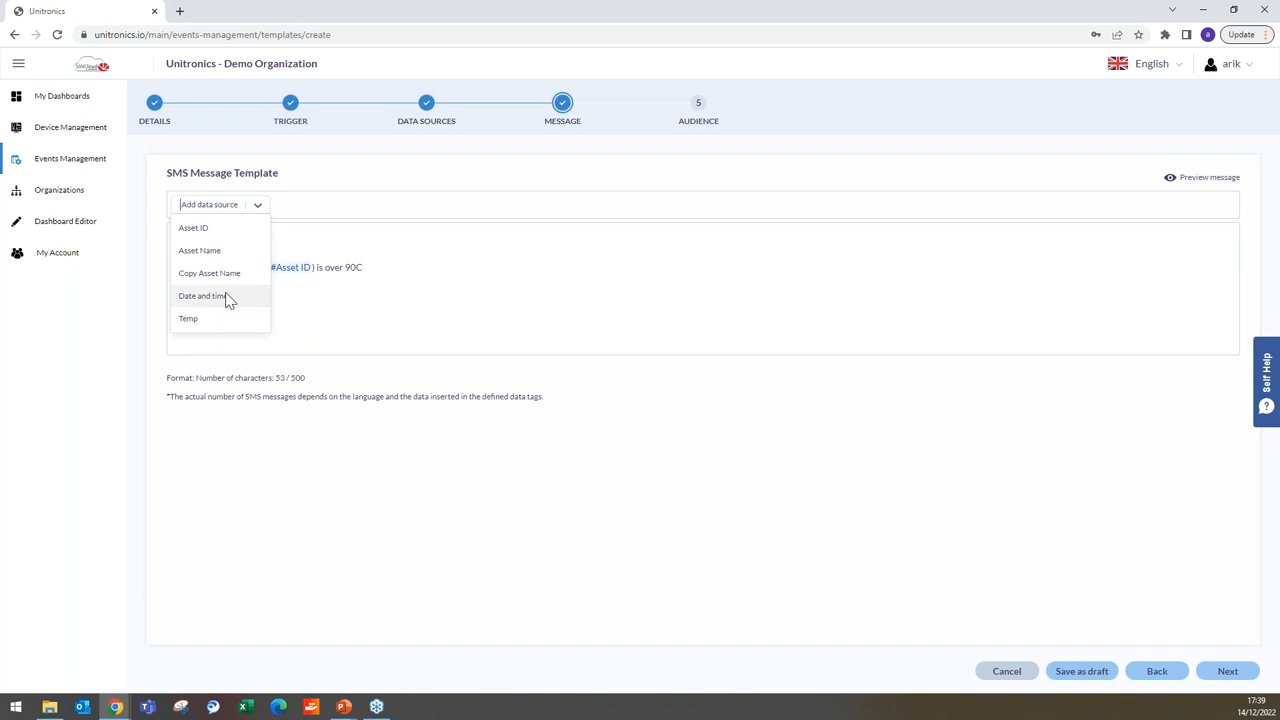 Unitronics
unitronics.io/main/events-management/templates/create
a
Update
UniCloud
Unitronics - Demo Organization
English
arik
My Dashboards
Device Management
Events Management
Organizations
Dashboard Editor
My Account
5
DETAILS
TRIGGER
DATA SOURCES
MESSAGE
AUDIENCE
SMS Message Template
Preview message
Add data source
Asset ID
Asset Name
Copy Asset Name
Date and time
Temp
#Asset ID) is over 90C
Format: Number of characters: 53 / 500
*The actual number of SMS messages depends on the language and the data inserted in the defined data tags.
Self Help
?
Cancel
Save as draft
Back
Next
17:39
14/12/2022